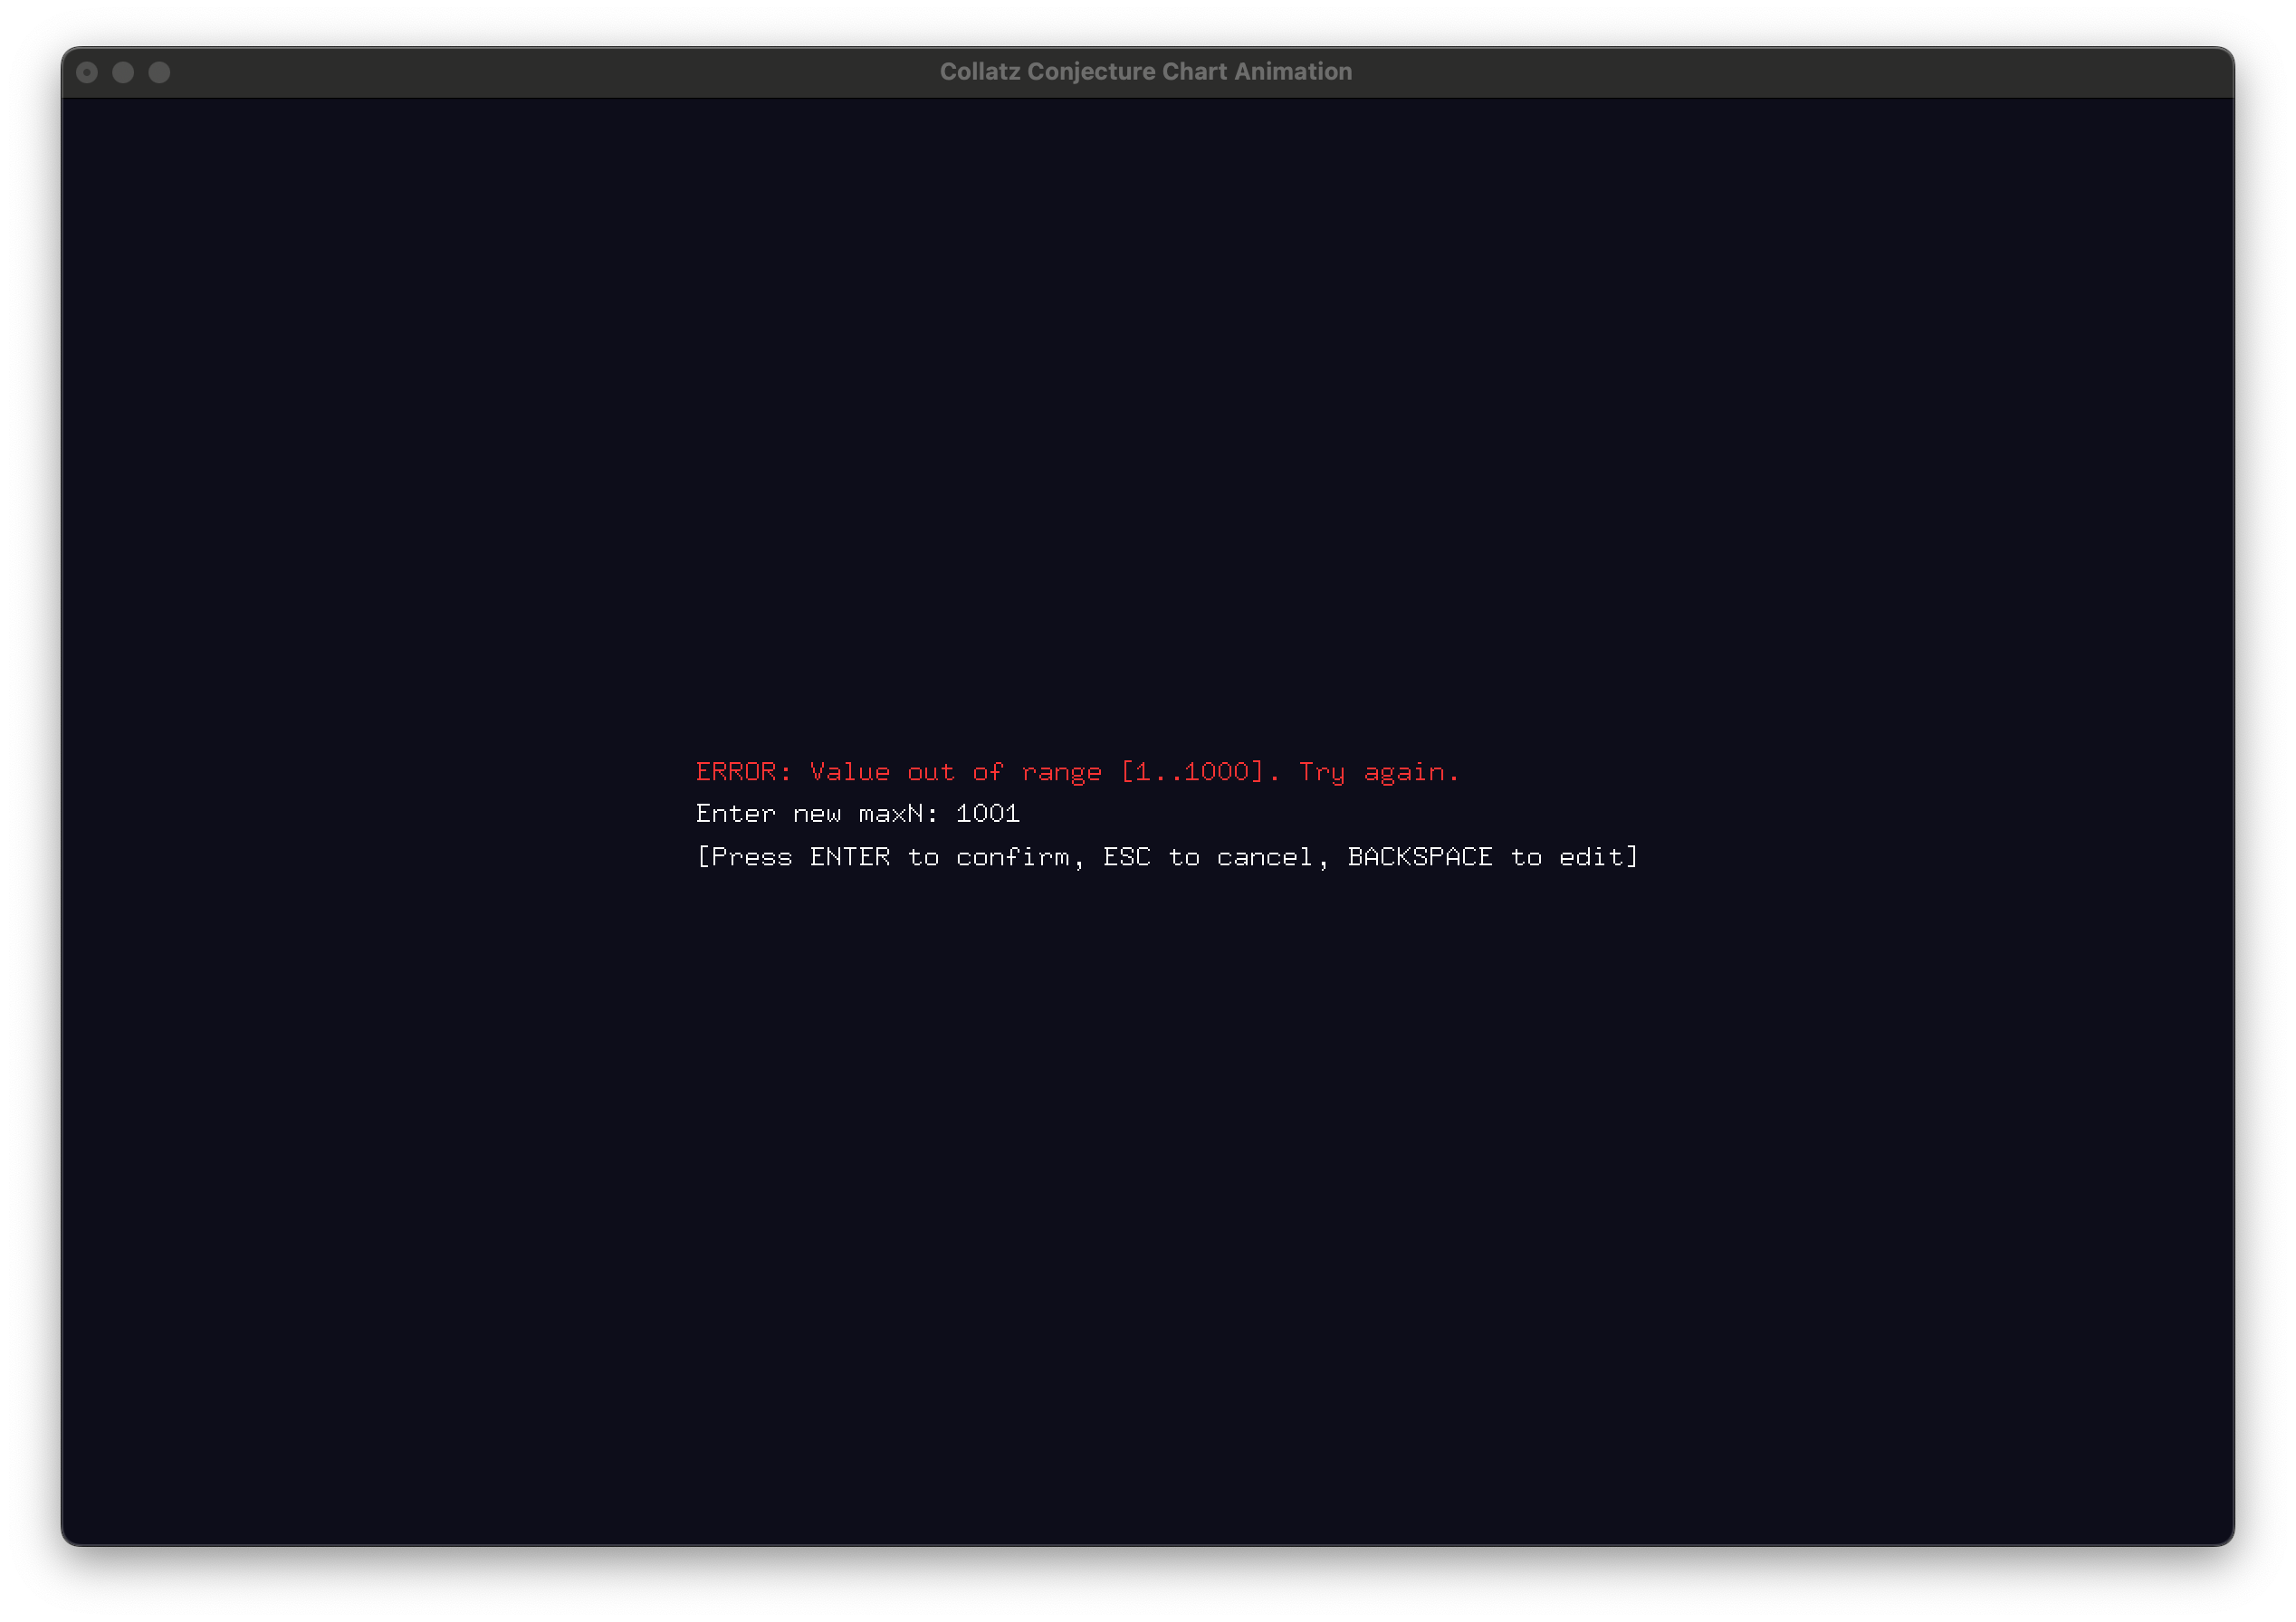 Collatz Conjecture Chart Animation
ERROR: Value out of range [1..1000]. Try again.
Enter new maxN: 1001
[Press ENTER to confirm, ESC to cancel, BACKSPACE to edit]